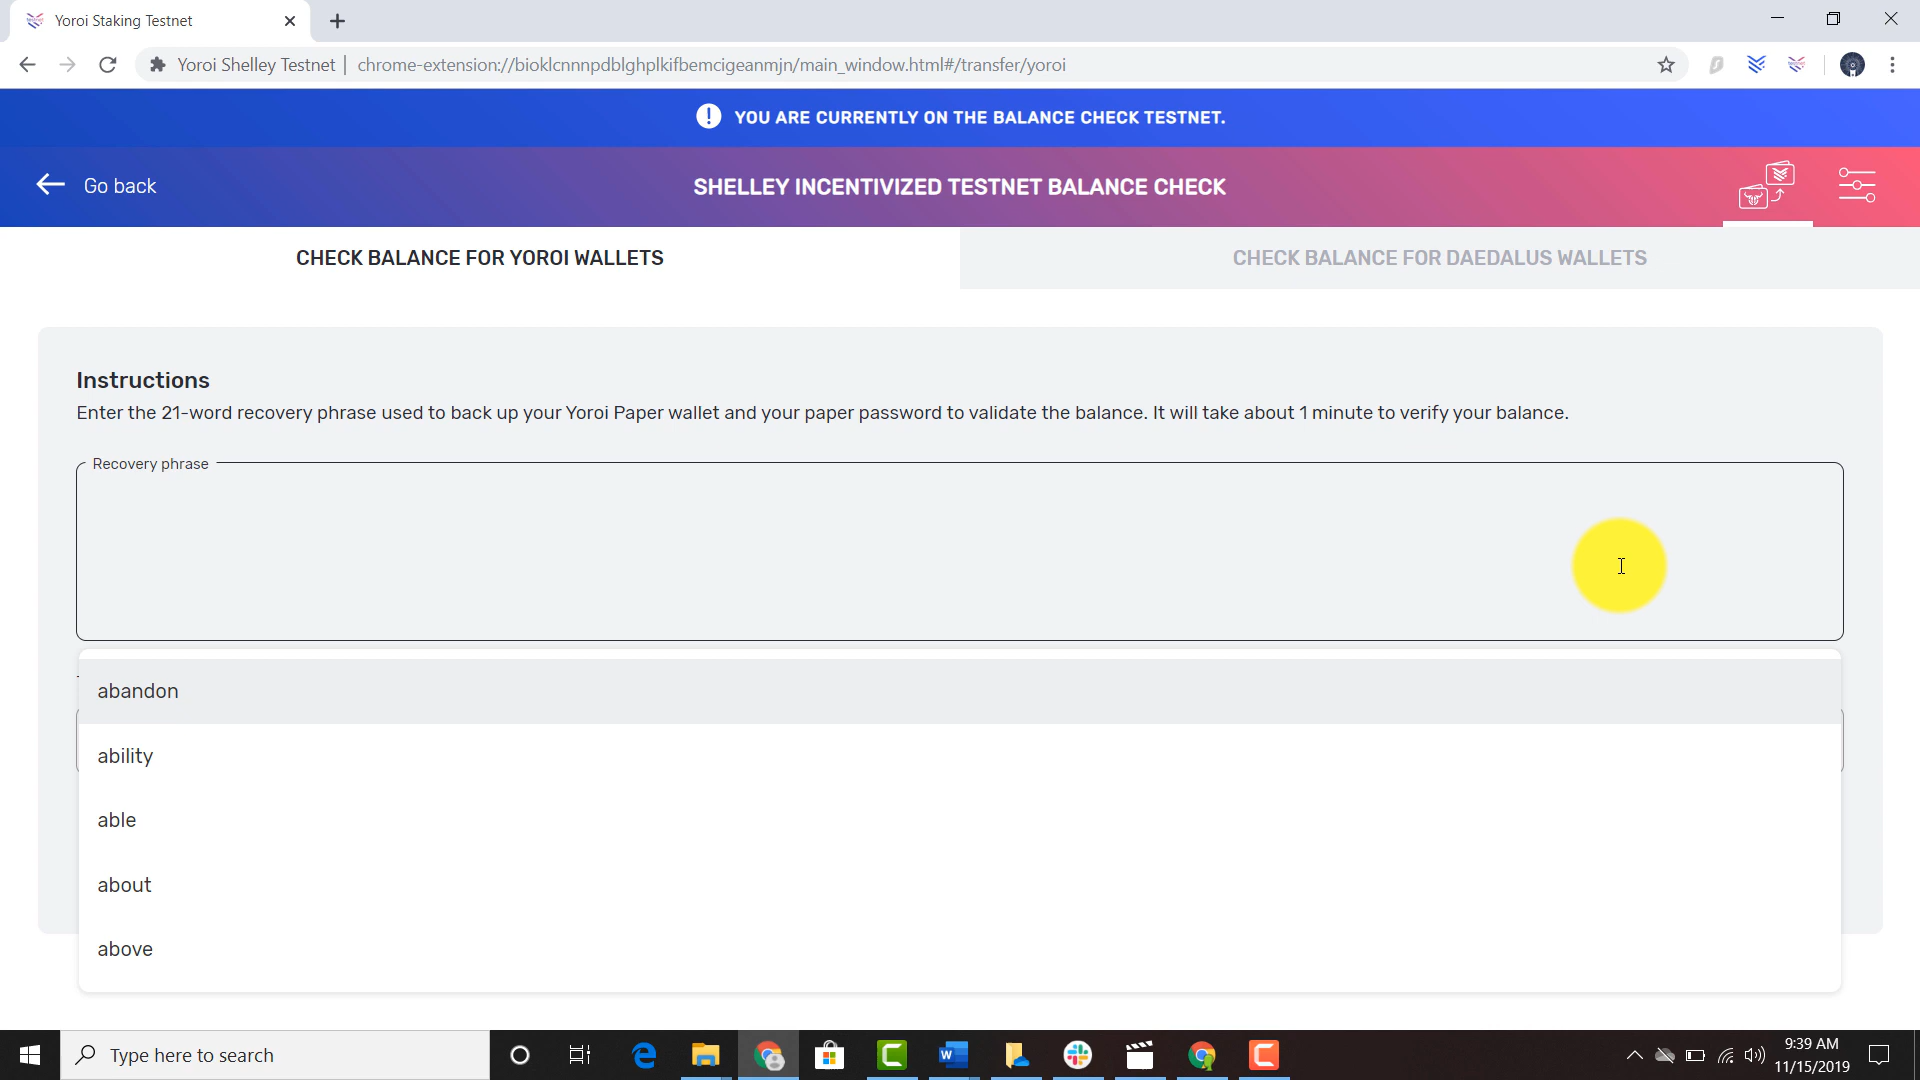 Yoroi Staking Testnet
Yoroi Shelley Testnet | chrome-extension://bioklcnnnpdblghplkifbemcigeanmjn/main_window.html#/transfer/yoroi
YOU ARE CURRENTLY ON THE BALANCE CHECK TESTNET.
Go back
SHELLEY INCENTIVIZED TESTNET BALANCE CHECK
CHECK BALANCE FOR YOROI WALLETS
CHECK BALANCE FOR DAEDALUS WALLETS
Instructions
Enter the 21-word recovery phrase used to back up your Yoroi Paper wallet and your paper password to validate the balance. It will take about 1 minute to verify your balance.
Recovery phrase
abandon
ability
able
about
above
Type here to search
9:39 AM
11/15/2019